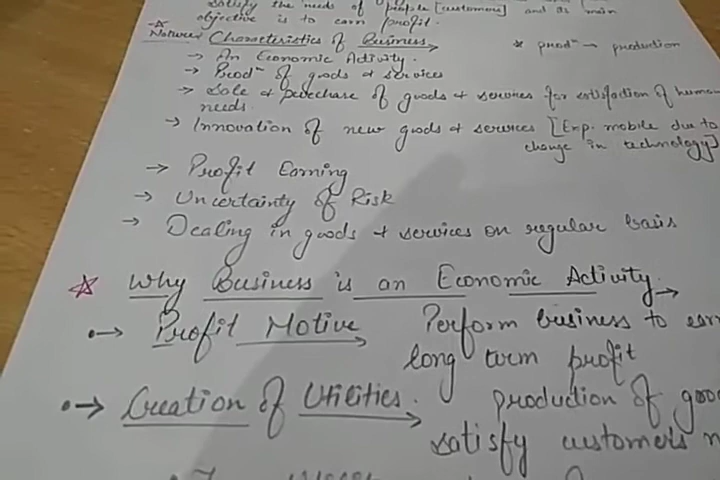 satisfy the needs of people [customers] and its main
objective is to earn profit.
Nature / Characteristics of Business → * prodⁿ → production
→ An Economic Activity.
→ Prodⁿ of goods & services
→ Sale & purchase of goods & services for satisfaction of human
needs.
→ Innovation of new goods & services [Exp. mobile due to
change in technology]
→ Profit Earning
→ Uncertainty of Risk
→ Dealing in goods & services on regular basis
☆ Why Business is an Economic Activity →
→ Profit Motive → Perform business to earn
long term profit
→ Creation of Utilities. → production of goo
satisfy customers n